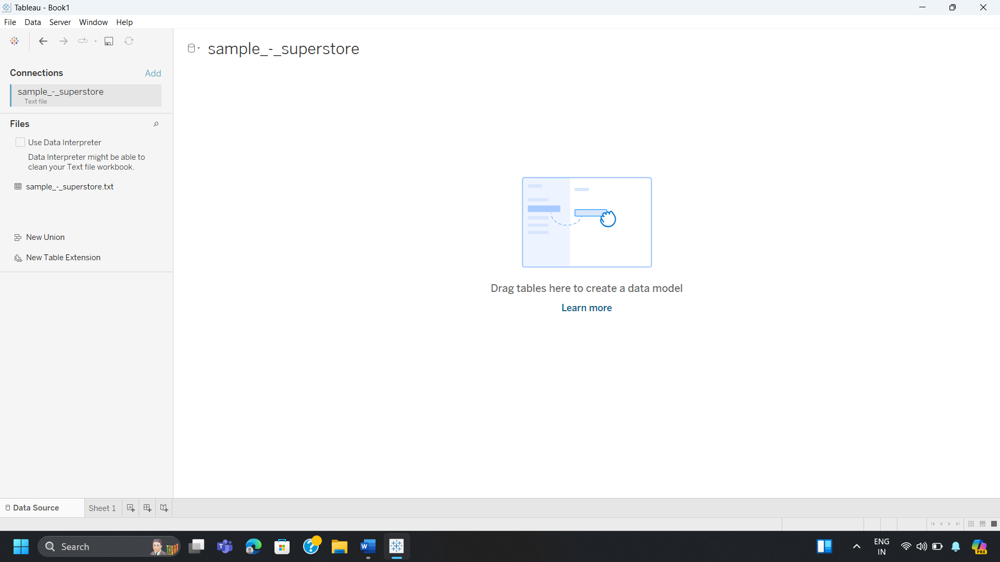 Tableau - Book1
File Data Server Window Help
sample_-_superstore
Connections Add
sample_-_superstore
Text file
Files
Use Data Interpreter
Data Interpreter might be able to
clean your Text file workbook.
sample_-_superstore.txt
New Union
New Table Extension
Drag tables here to create a data model
Learn more
Data Source Sheet 1
Search
ENG
IN
PRE